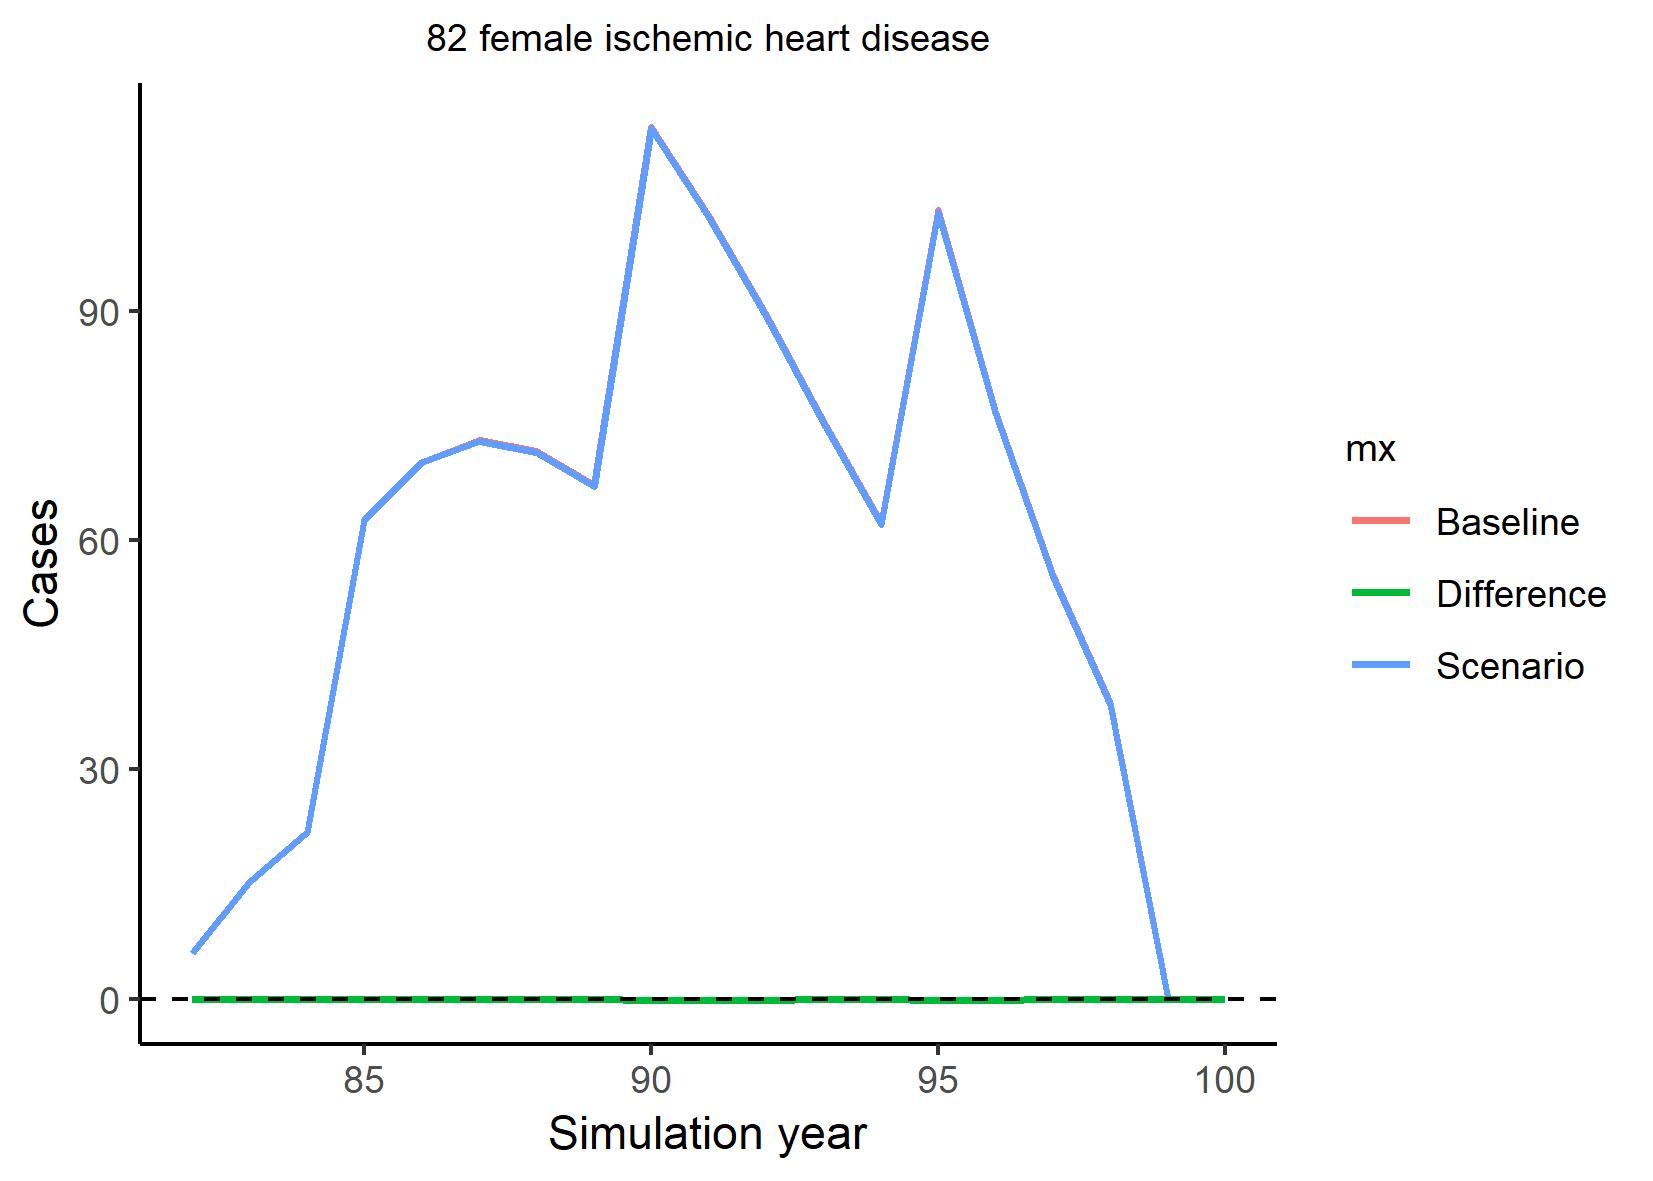 82 female ischemic heart disease
Cases
90
60
30
0
85 90 95 100
Simulation year
mx
Baseline
Difference
Scenario